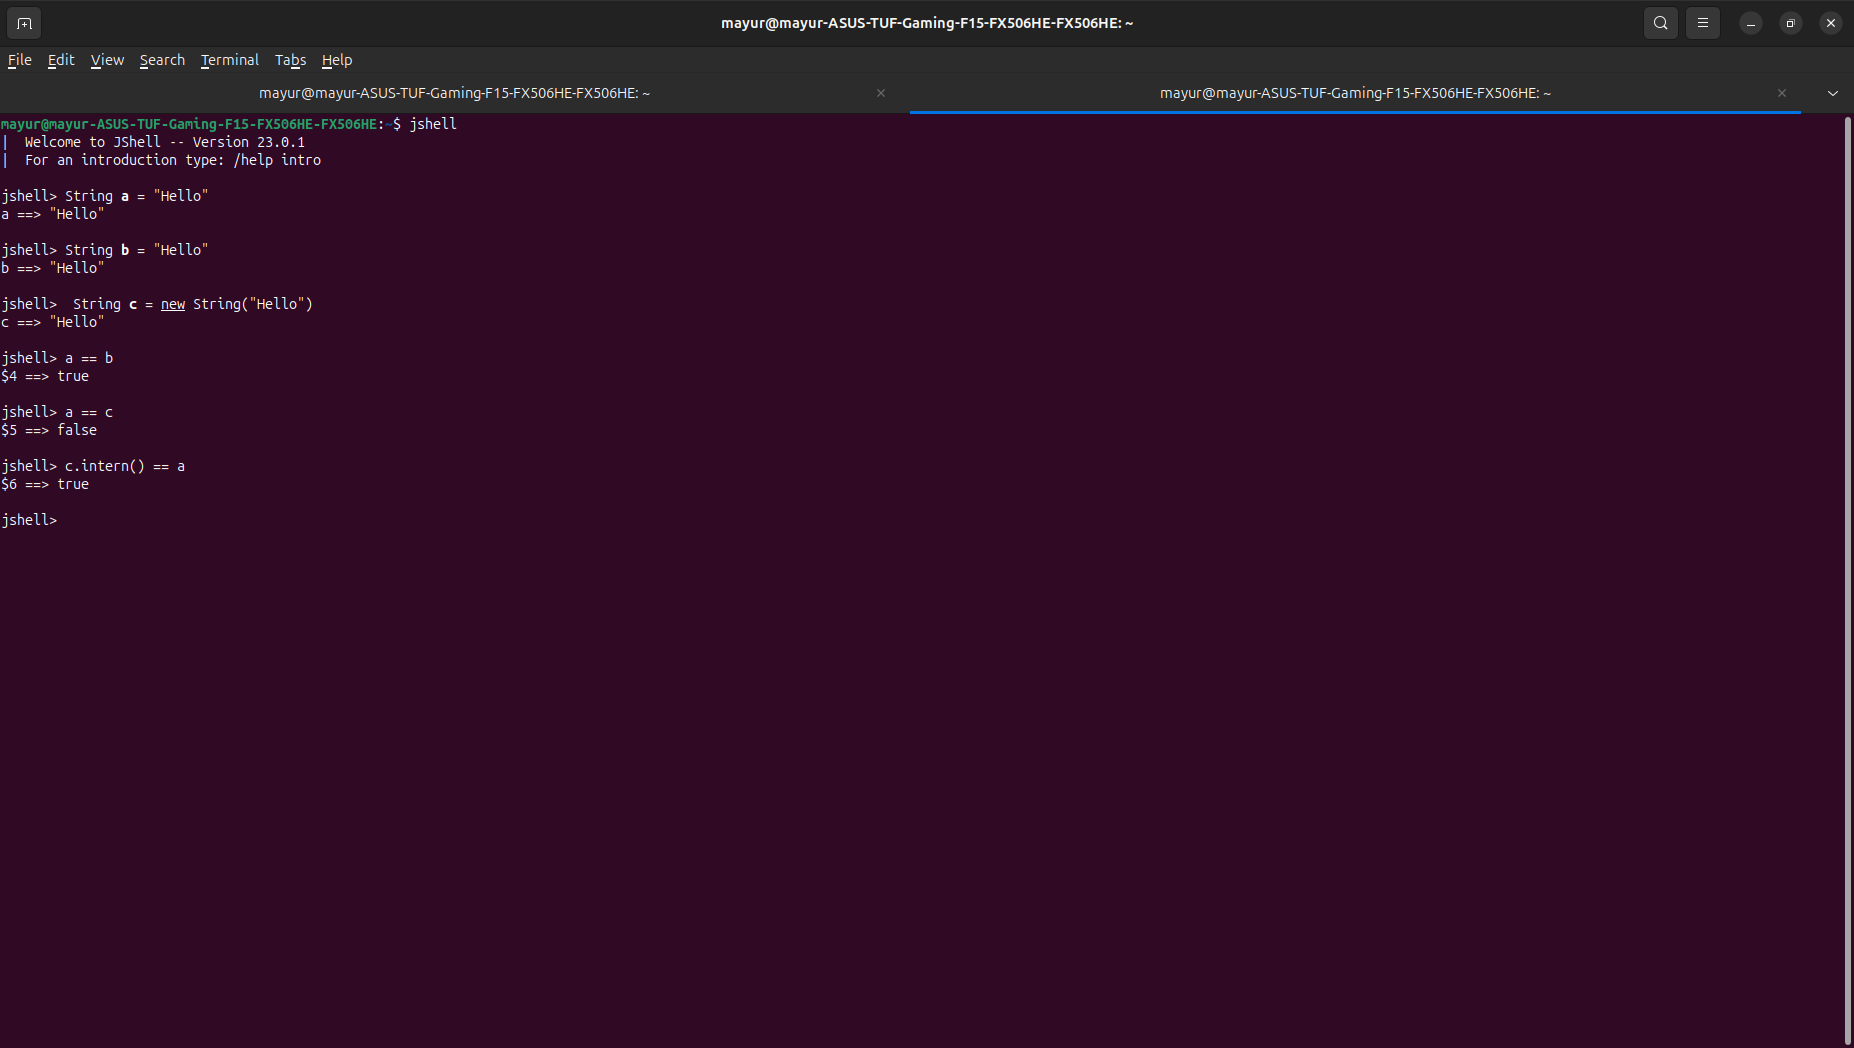 mayur@mayur-ASUS-TUF-Gaming-F15-FX506HE-FX506HE: ~
File Edit View Search Terminal Tabs Help
mayur@mayur-ASUS-TUF-Gaming-F15-FX506HE-FX506HE: ~ mayur@mayur-ASUS-TUF-Gaming-F15-FX506HE-FX506HE: ~
mayur@mayur-ASUS-TUF-Gaming-F15-FX506HE-FX506HE:~$ jshell
|  Welcome to JShell -- Version 23.0.1
|  For an introduction type: /help intro
jshell> String a = "Hello"
a ==> "Hello"
jshell> String b = "Hello"
b ==> "Hello"
jshell>  String c = new String("Hello")
c ==> "Hello"
jshell> a == b
$4 ==> true
jshell> a == c
$5 ==> false
jshell> c.intern() == a
$6 ==> true
jshell>